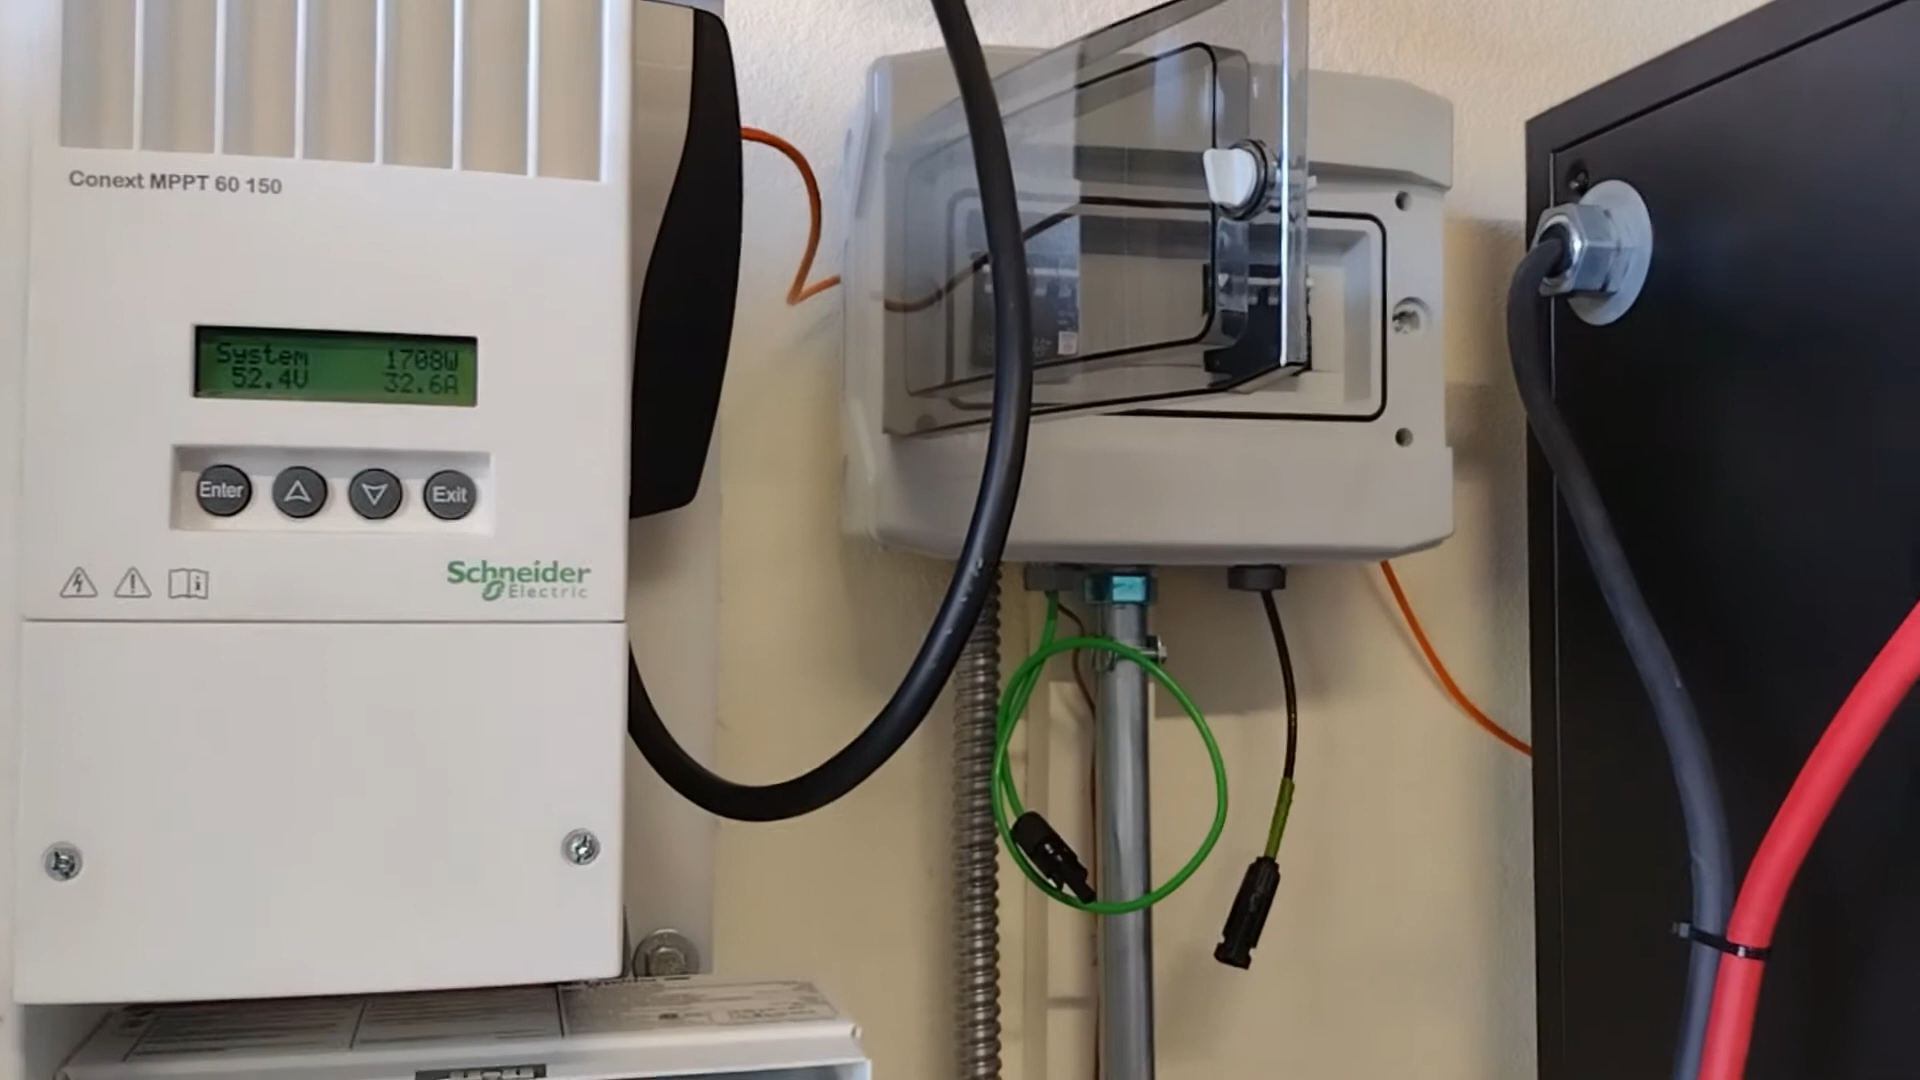 Conext MPPT 60 150
System 1708W
52.4V 32.6A
Enter
Exit
Schneider
Electric